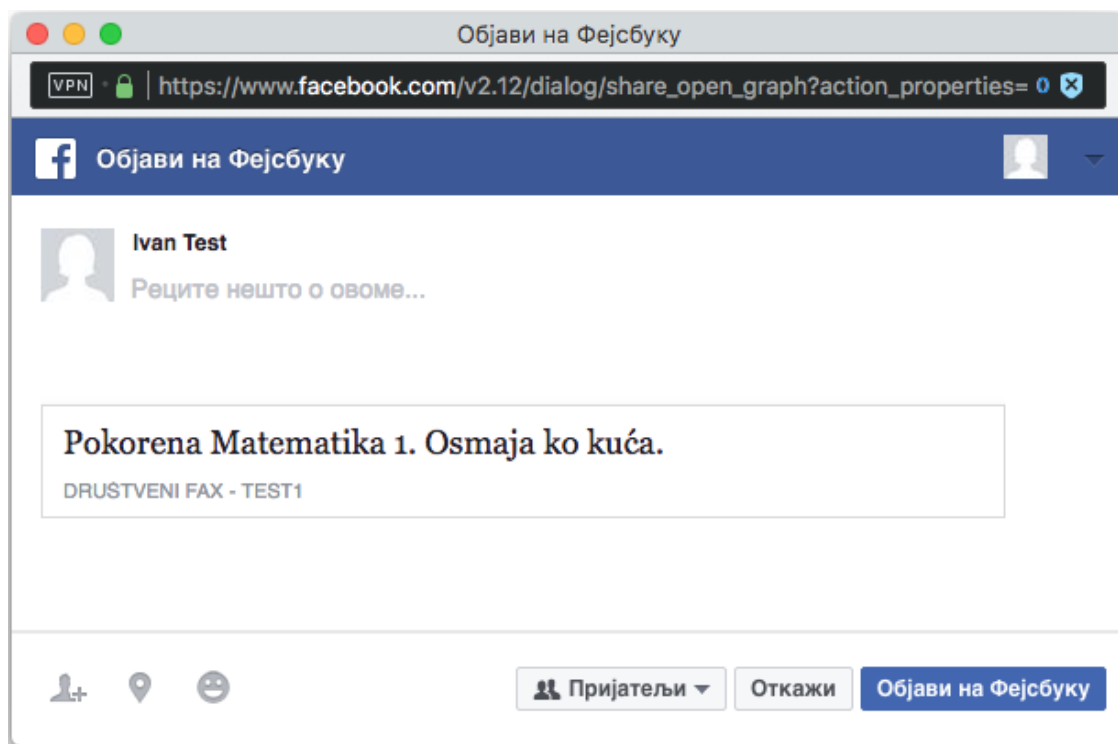 Објави на Фејсбуку
VPN https://www.facebook.com/v2.12/dialog/share_open_graph?action_properties= 0
Објави на Фејсбуку
Ivan Test
Реците нешто о овоме...
Pokorena Matematika 1. Osmaja ko kuća.
DRUŠTVENI FAX - TEST1
Пријатељи Откажи Објави на Фејсбуку